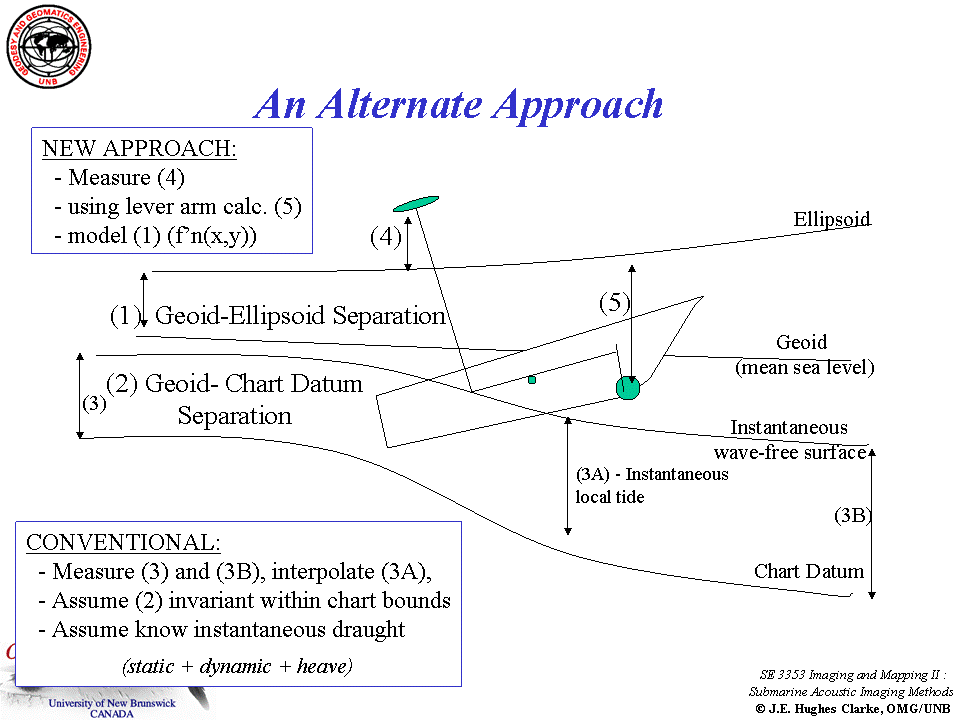 GEODESY AND GEOMATICS ENGINEERING
UNB
An Alternate Approach
NEW APPROACH:
- Measure (4)
- using lever arm calc. (5)
- model (1) (f’n(x,y))
(4)
Ellipsoid
(1) Geoid-Ellipsoid Separation
(5)
Geoid
(mean sea level)
(2) Geoid- Chart Datum
Separation
(3)
Instantaneous
wave-free surface
(3A) - Instantaneous
local tide
(3B)
Chart Datum
CONVENTIONAL:
- Measure (3) and (3B), interpolate (3A),
- Assume (2) invariant within chart bounds
- Assume know instantaneous draught
(static + dynamic + heave)
University of New Brunswick
CANADA
SE 3353 Imaging and Mapping II :
Submarine Acoustic Imaging Methods
© J.E. Hughes Clarke, OMG/UNB